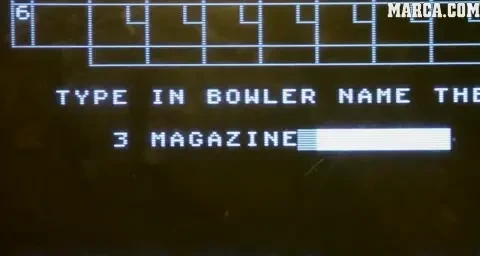 MARCA.COM
6
TYPE IN BOWLER NAME THE
3 MAGAZINE